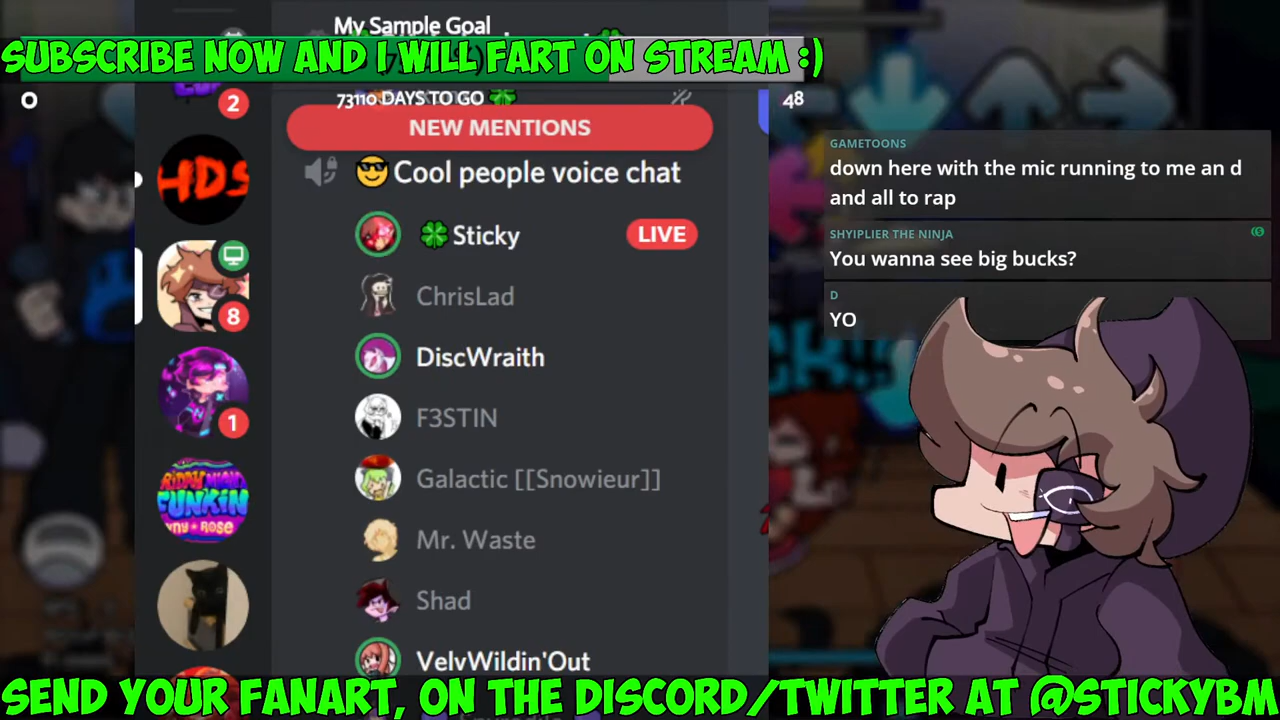 My Sample Goal
SUBSCRIBE NOW AND I WILL FART ON STREAM :)
0
73110 DAYS TO GO
48
2
NEW MENTIONS
HDS
Cool people voice chat
Sticky
LIVE
8
ChrisLad
DiscWraith
1
F3STIN
Galactic [[Snowieur]]
FUNKIN
ROSE
Mr. Waste
Shad
VelvWildin'Out
GAMETOONS
down here with the mic running to me an d
and all to rap
SHYIPLIER THE NINJA
You wanna see big bucks?
D
YO
SEND YOUR FANART, ON THE DISCORD/TWITTER AT @STICKYBM